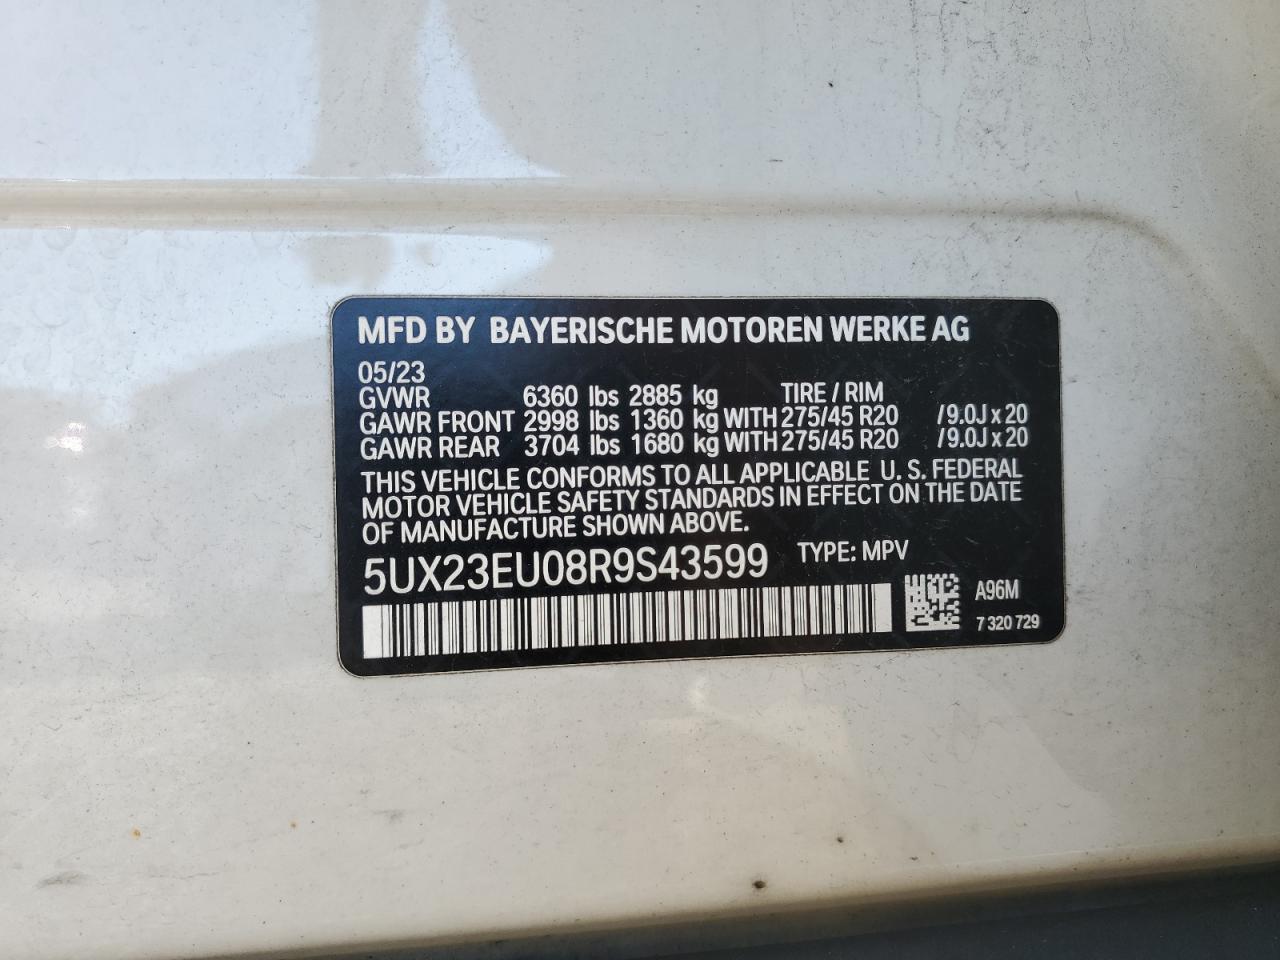 MFD BY BAYERISCHE MOTOREN WERKE AG
05/23
GVWR 6360 lbs 2885 kg TIRE / RIM
GAWR FRONT 2998 lbs 1360 kg WITH 275/45 R20 / 9.0J x 20
GAWR REAR 3704 lbs 1680 kg WITH 275/45 R20 / 9.0J x 20
THIS VEHICLE CONFORMS TO ALL APPLICABLE U. S. FEDERAL
MOTOR VEHICLE SAFETY STANDARDS IN EFFECT ON THE DATE
OF MANUFACTURE SHOWN ABOVE.
5UX23EU08R9S43599 TYPE: MPV
A96M
7 320 729